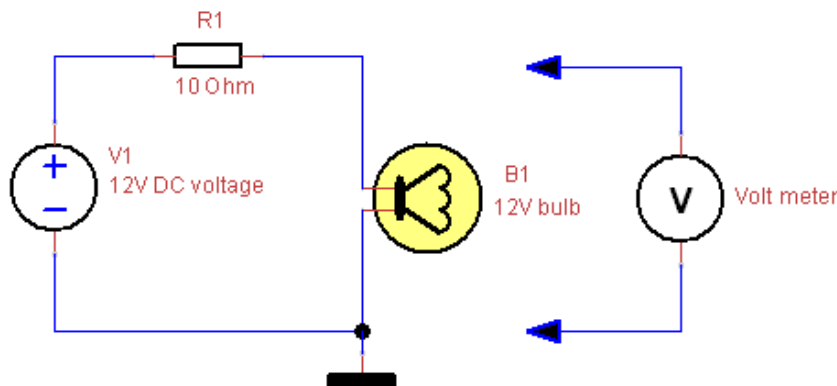 R1
10 Ohm
V1
12V DC voltage
+
−
B1
12V bulb
V
Volt meter